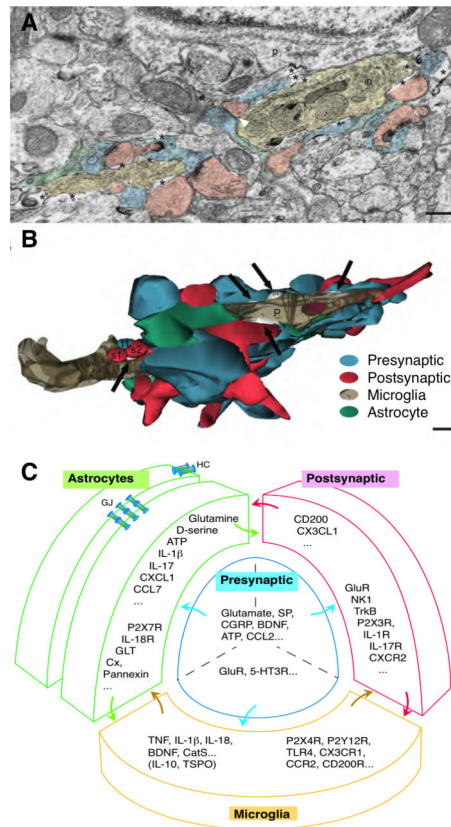 A
p
in
B
s1
s2
P
Presynaptic
Postsynaptic
Microglia
Astrocyte
C
Astrocytes
HC
GJ
Glutamine
D-serine
ATP
IL-1β
IL-17
CXCL1
CCL7
...
P2X7R
IL-18R
GLT
Cx,
Pannexin
...
Postsynaptic
CD200
CX3CL1
...
GluR
NK1
TrkB
P2X3R,
IL-1R
IL-17R
CXCR2
...
Presynaptic
Glutamate, SP,
CGRP, BDNF,
ATP, CCL2...
GluR, 5-HT3R...
TNF, IL-1β, IL-18,
BDNF, CatS...
(IL-10, TSPO)
P2X4R, P2Y12R,
TLR4, CX3CR1,
CCR2, CD200R...
Microglia